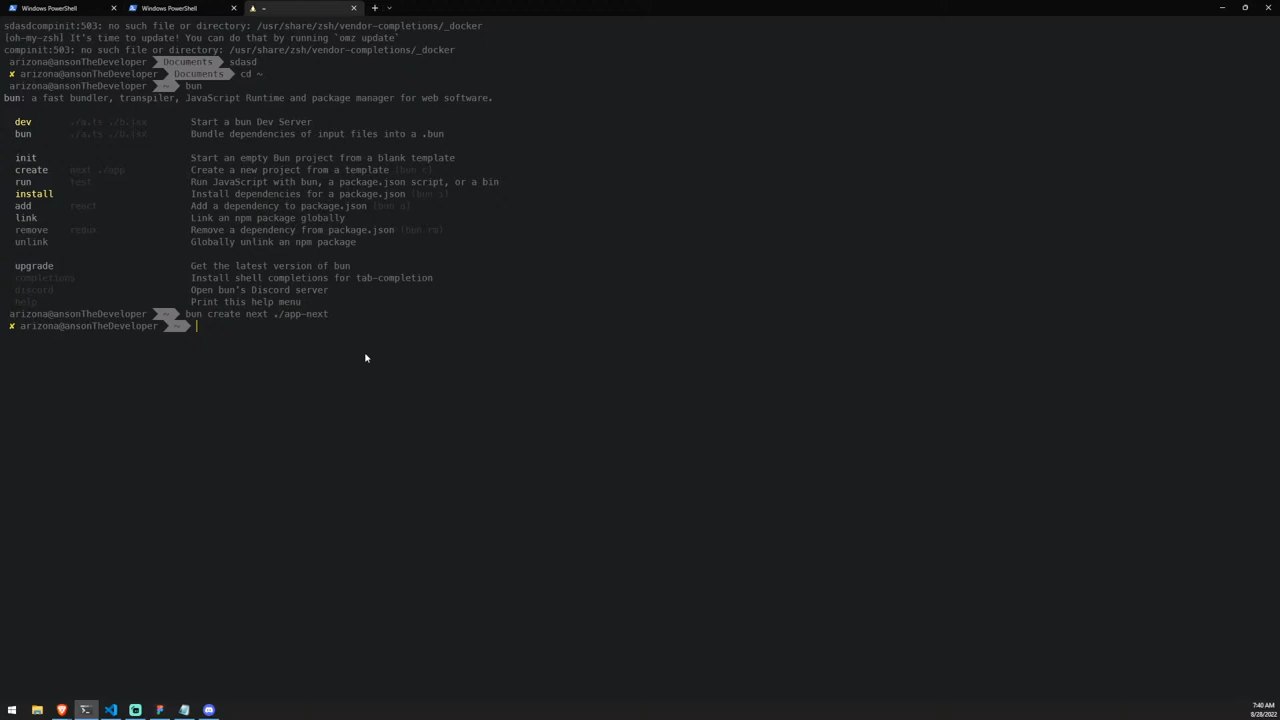 Windows PowerShell
Windows PowerShell
~
sdasdcompinit:503: no such file or directory: /usr/share/zsh/vendor-completions/_docker
[oh-my-zsh] It's time to update! You can do that by running `omz update`
compinit:503: no such file or directory: /usr/share/zsh/vendor-completions/_docker
arizona@ansonTheDeveloper Documents sdasd
✘ arizona@ansonTheDeveloper Documents cd ~
arizona@ansonTheDeveloper ~ bun
bun: a fast bundler, transpiler, JavaScript Runtime and package manager for web software.
dev ./a.ts ./b.jsx Start a bun Dev Server
bun ./a.ts ./b.jsx Bundle dependencies of input files into a .bun
init Start an empty Bun project from a blank template
create next ./app Create a new project from a template (bun c)
run test Run JavaScript with bun, a package.json script, or a bin
install Install dependencies for a package.json (bun i)
add react Add a dependency to package.json (bun a)
link Link an npm package globally
remove redux Remove a dependency from package.json (bun rm)
unlink Globally unlink an npm package
upgrade Get the latest version of bun
completions Install shell completions for tab-completion
discord Open bun's Discord server
help Print this help menu
arizona@ansonTheDeveloper ~ bun create next ./app-next
✘ arizona@ansonTheDeveloper ~
7:40 AM
8/28/2022